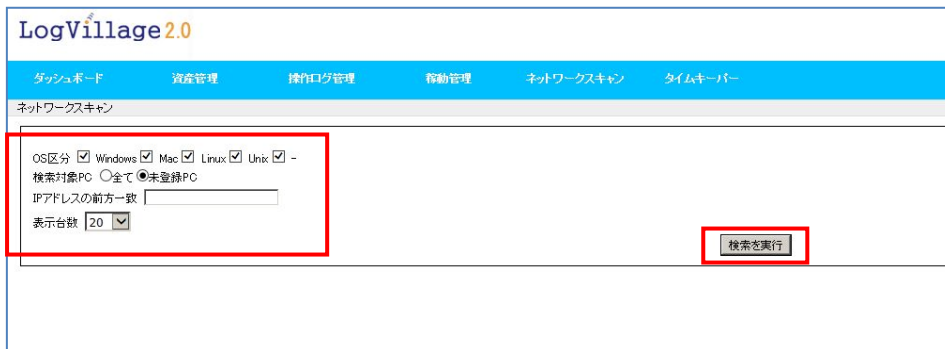 LogVillage 2.0
ダッシュボード 資産管理 操作ログ管理 稼動管理 ネットワークスキャン タイムキーパー
ネットワークスキャン
OS区分 Windows Mac Linux Unix -
検索対象PC 全て 未登録PC
IPアドレスの前方一致
表示台数 20
検索を実行